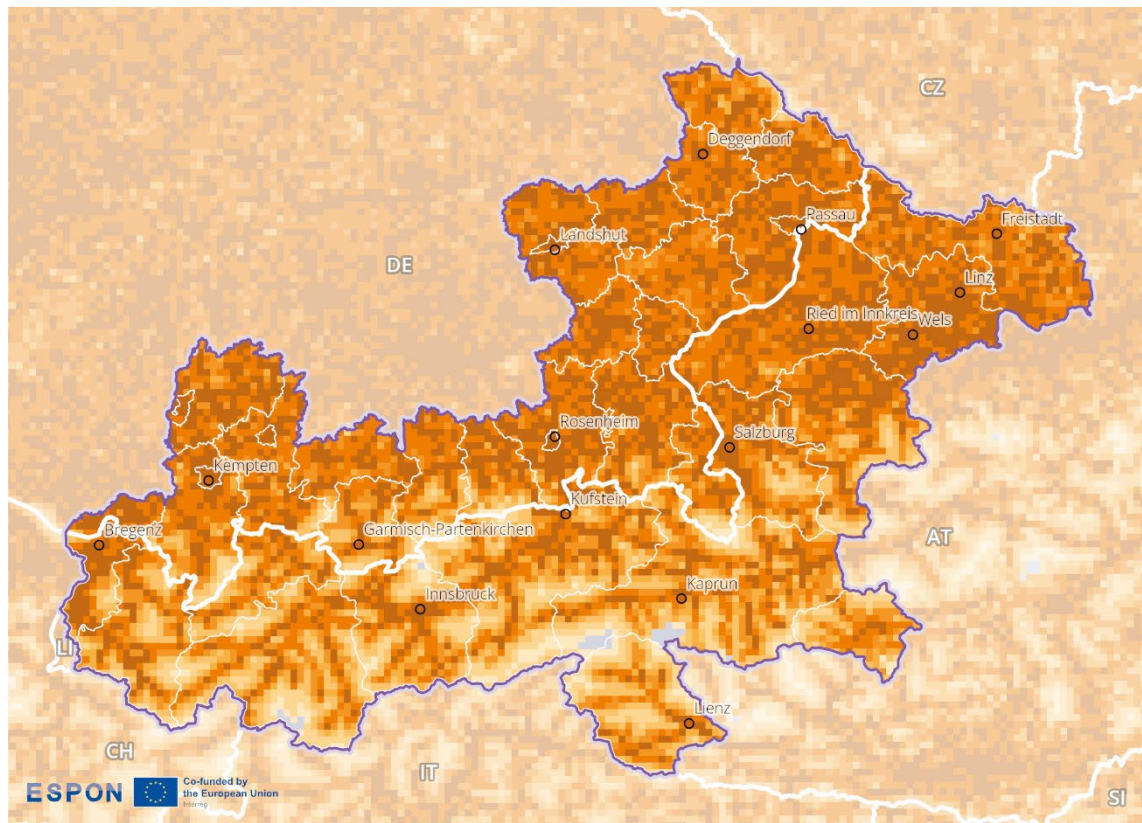 CZ
Deggendorf
Freistadt
Passau
Landshut
DE
Linz
Ried im Innkreis
Wels
Rosenheim
Salzburg
Kempten
Kufstein
Bregenz
Garmisch-Partenkirchen
AT
Kaprun
Innsbruck
LI
Lienz
CH
IT
ESPON
Co-funded by
the European Union
Interreg
SI